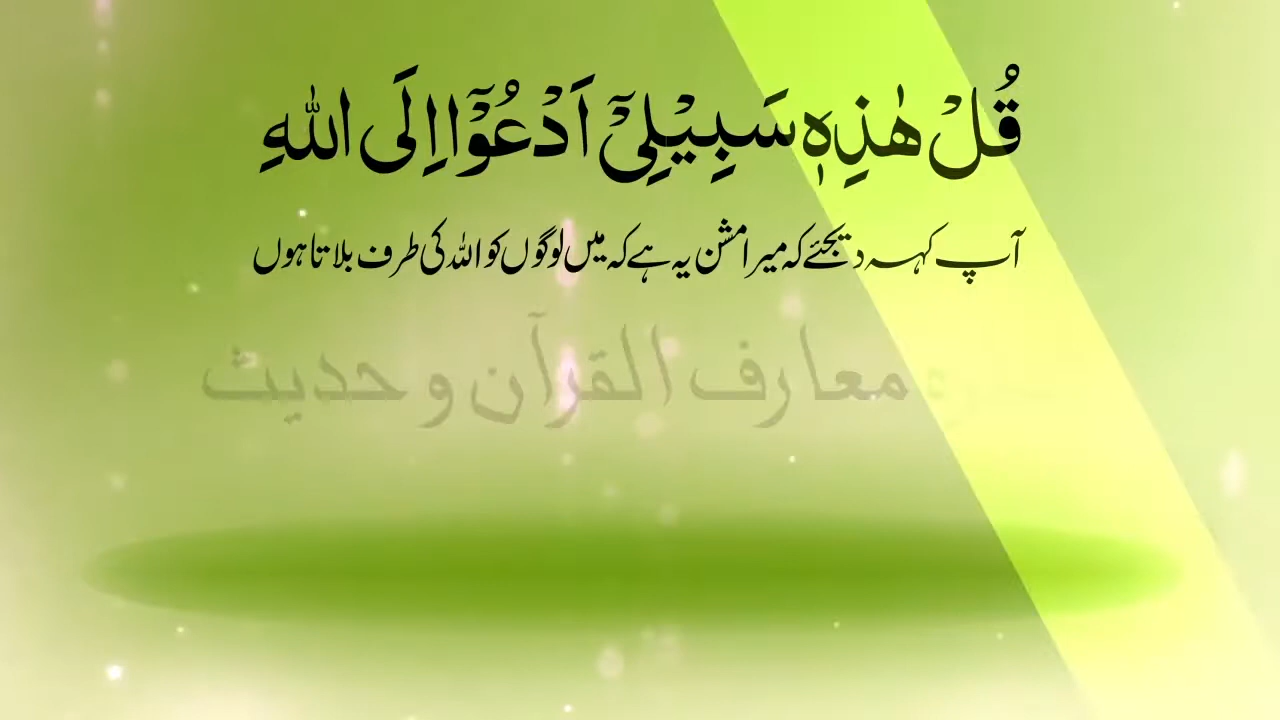 قُلْ هٰذِهٖ سَبِیْلِیْۤ اَدْعُوْۤا اِلَی اللّٰهِ
آپ کہہ دیجئے کہ میرا مشن یہ ہے کہ میں لوگوں کو اللہ کی طرف بلاتا ہوں
معارف القرآن و حدیث